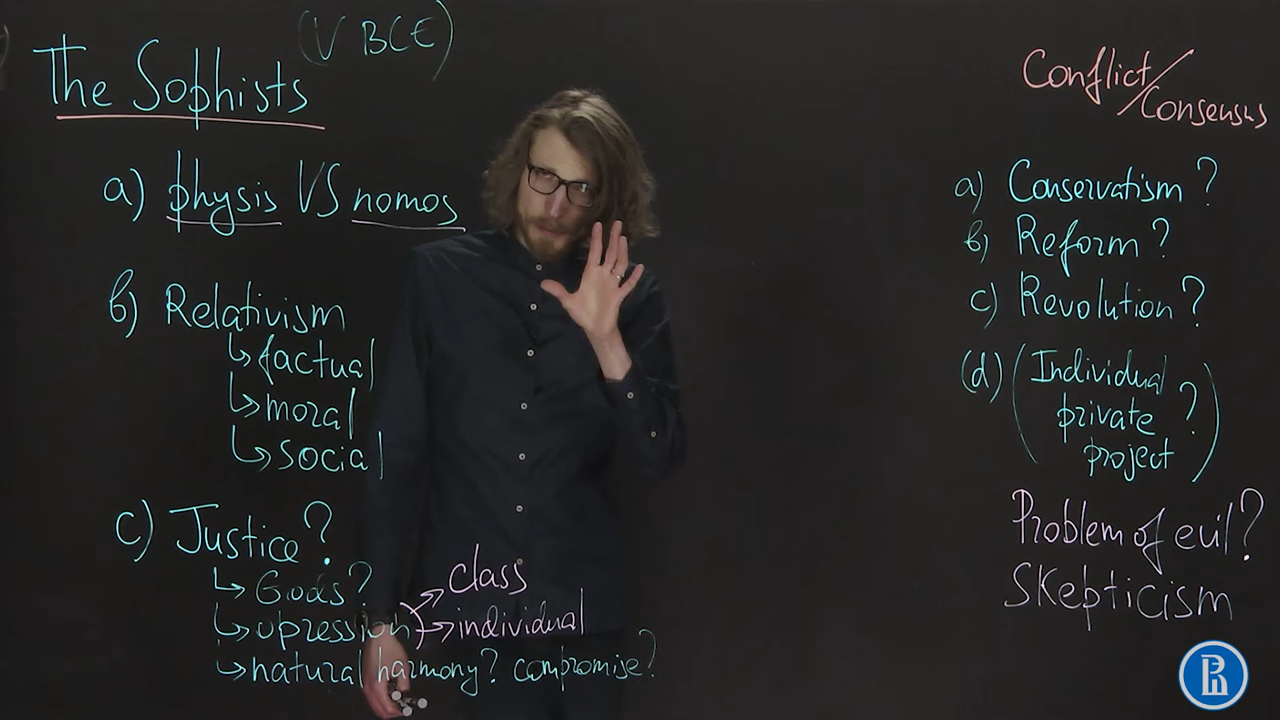 The Sophists (V BCE)
a) physis VS nomos
b) Relativism
factual
moral
social
c) Justice?
Gods?
opression
class
individual
natural harmony? compromise?
Conflict/
Consensus
a) Conservatism?
b) Reform?
c) Revolution?
(d) (Individual
private ?
project)
Problem of evil?
Skepticism